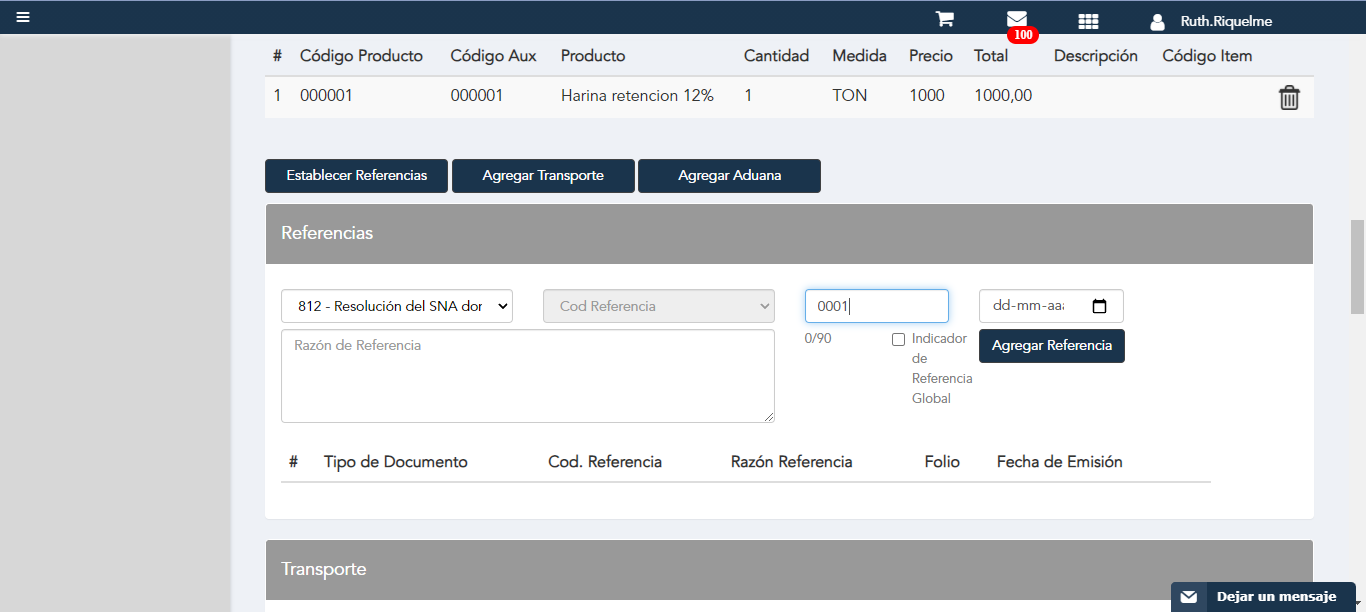 100
Ruth.Riquelme
# Código Producto Código Aux Producto Cantidad Medida Precio Total Descripción Código Item
1 000001 000001 Harina retencion 12% 1 TON 1000 1000,00
Establecer Referencias Agregar Transporte Agregar Aduana
Referencias
812 - Resolución del SNA dor Cod Referencia 0001 dd-mm-aaa
Razón de Referencia
0/90
Indicador
de
Referencia
Global
Agregar Referencia
# Tipo de Documento Cod. Referencia Razón Referencia Folio Fecha de Emisión
Transporte
Dejar un mensaje